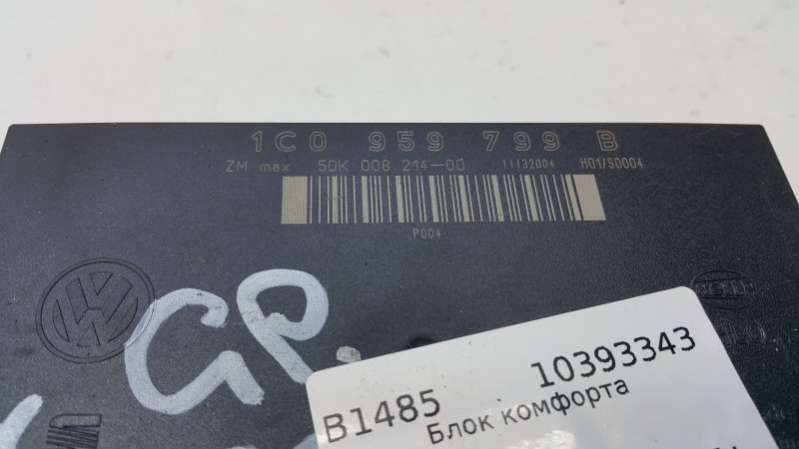 1C0 959 799 B
ZM max 5DK 008 214-00 11132004 H01/S0004
P004
GP.
B1485 10393343
Блок комфорта